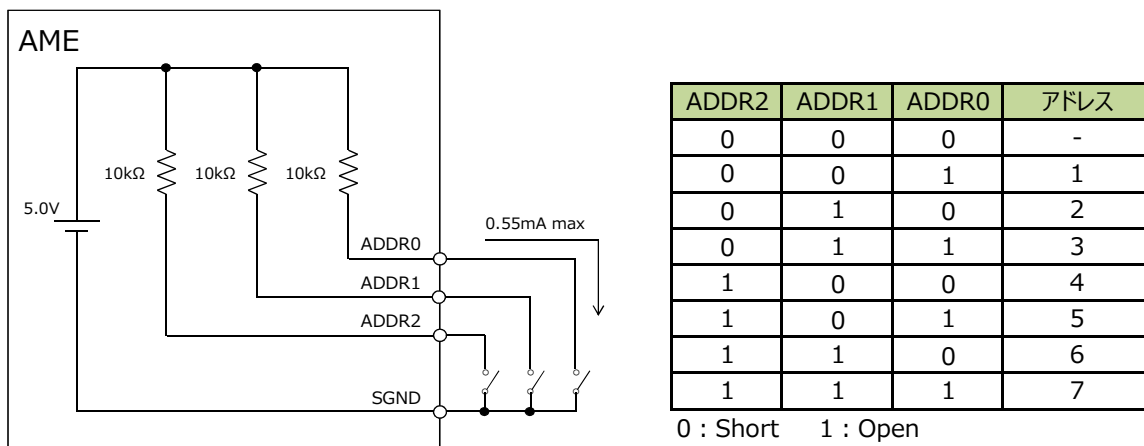 AME
10kΩ 10kΩ 10kΩ
5.0V
0.55mA max
ADDR0
ADDR1
ADDR2
SGND
ADDR2 ADDR1 ADDR0 アドレス
0 0 0 -
0 0 1 1
0 1 0 2
0 1 1 3
1 0 0 4
1 0 1 5
1 1 0 6
1 1 1 7
0 : Short 1 : Open